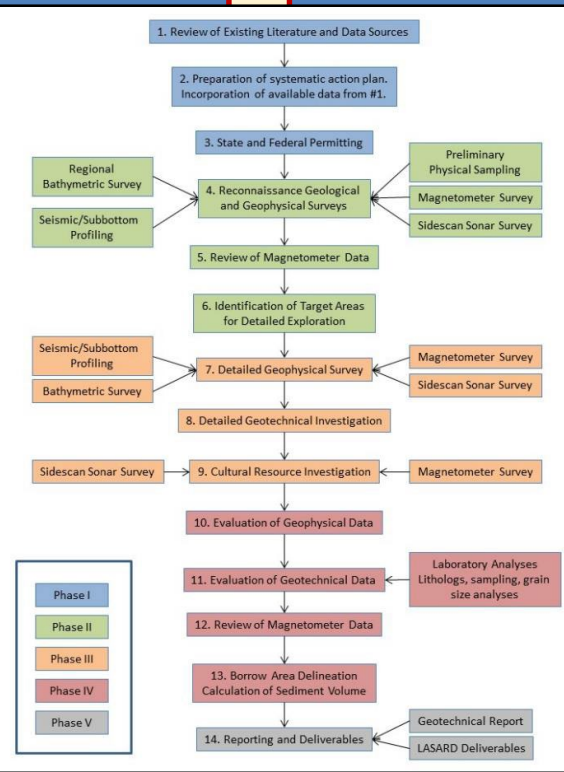 1. Review of Existing Literature and Data Sources
2. Preparation of systematic action plan.
Incorporation of available data from #1.
3. State and Federal Permitting
Regional
Bathymetric Survey
Seismic/Subbottom
Profiling
4. Reconnaissance Geological
and Geophysical Surveys
Preliminary
Physical Sampling
Magnetometer Survey
Sidescan Sonar Survey
5. Review of Magnetometer Data
6. Identification of Target Areas
for Detailed Exploration
Seismic/Subbottom
Profiling
Bathymetric Survey
7. Detailed Geophysical Survey
Magnetometer Survey
Sidescan Sonar Survey
8. Detailed Geotechnical Investigation
Sidescan Sonar Survey
9. Cultural Resource Investigation
Magnetometer Survey
10. Evaluation of Geophysical Data
11. Evaluation of Geotechnical Data
Laboratory Analyses
Lithologs, sampling, grain
size analyses
12. Review of Magnetometer Data
13. Borrow Area Delineation
Calculation of Sediment Volume
14. Reporting and Deliverables
Geotechnical Report
LASARD Deliverables
Phase I
Phase II
Phase III
Phase IV
Phase V